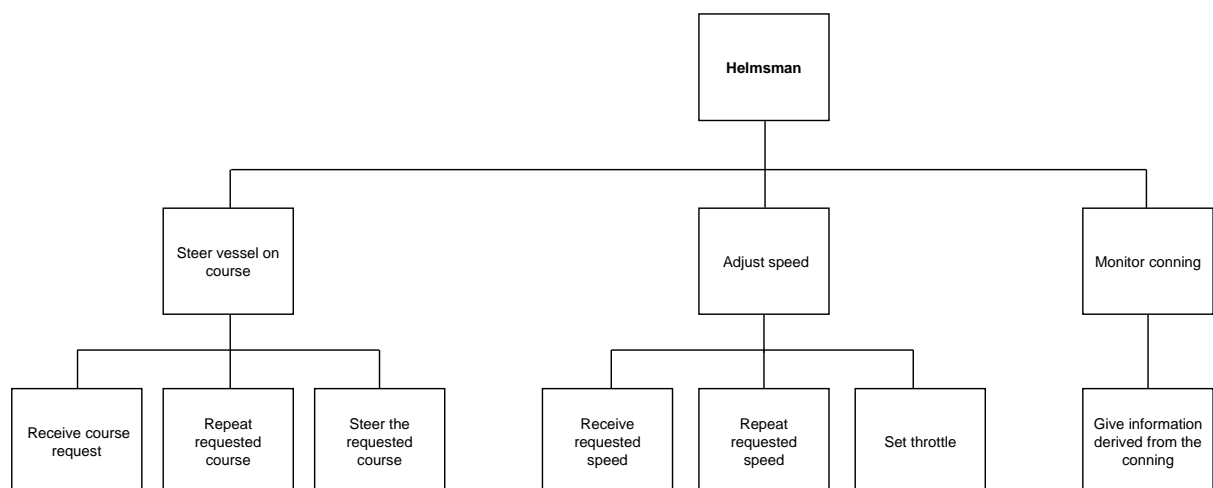 Helmsman
Steer vessel on
course
Adjust speed
Monitor conning
Receive course
request
Repeat
requested
course
Steer the
requested
course
Receive
requested
speed
Repeat
requested
speed
Set throttle
Give information
derived from the
conning